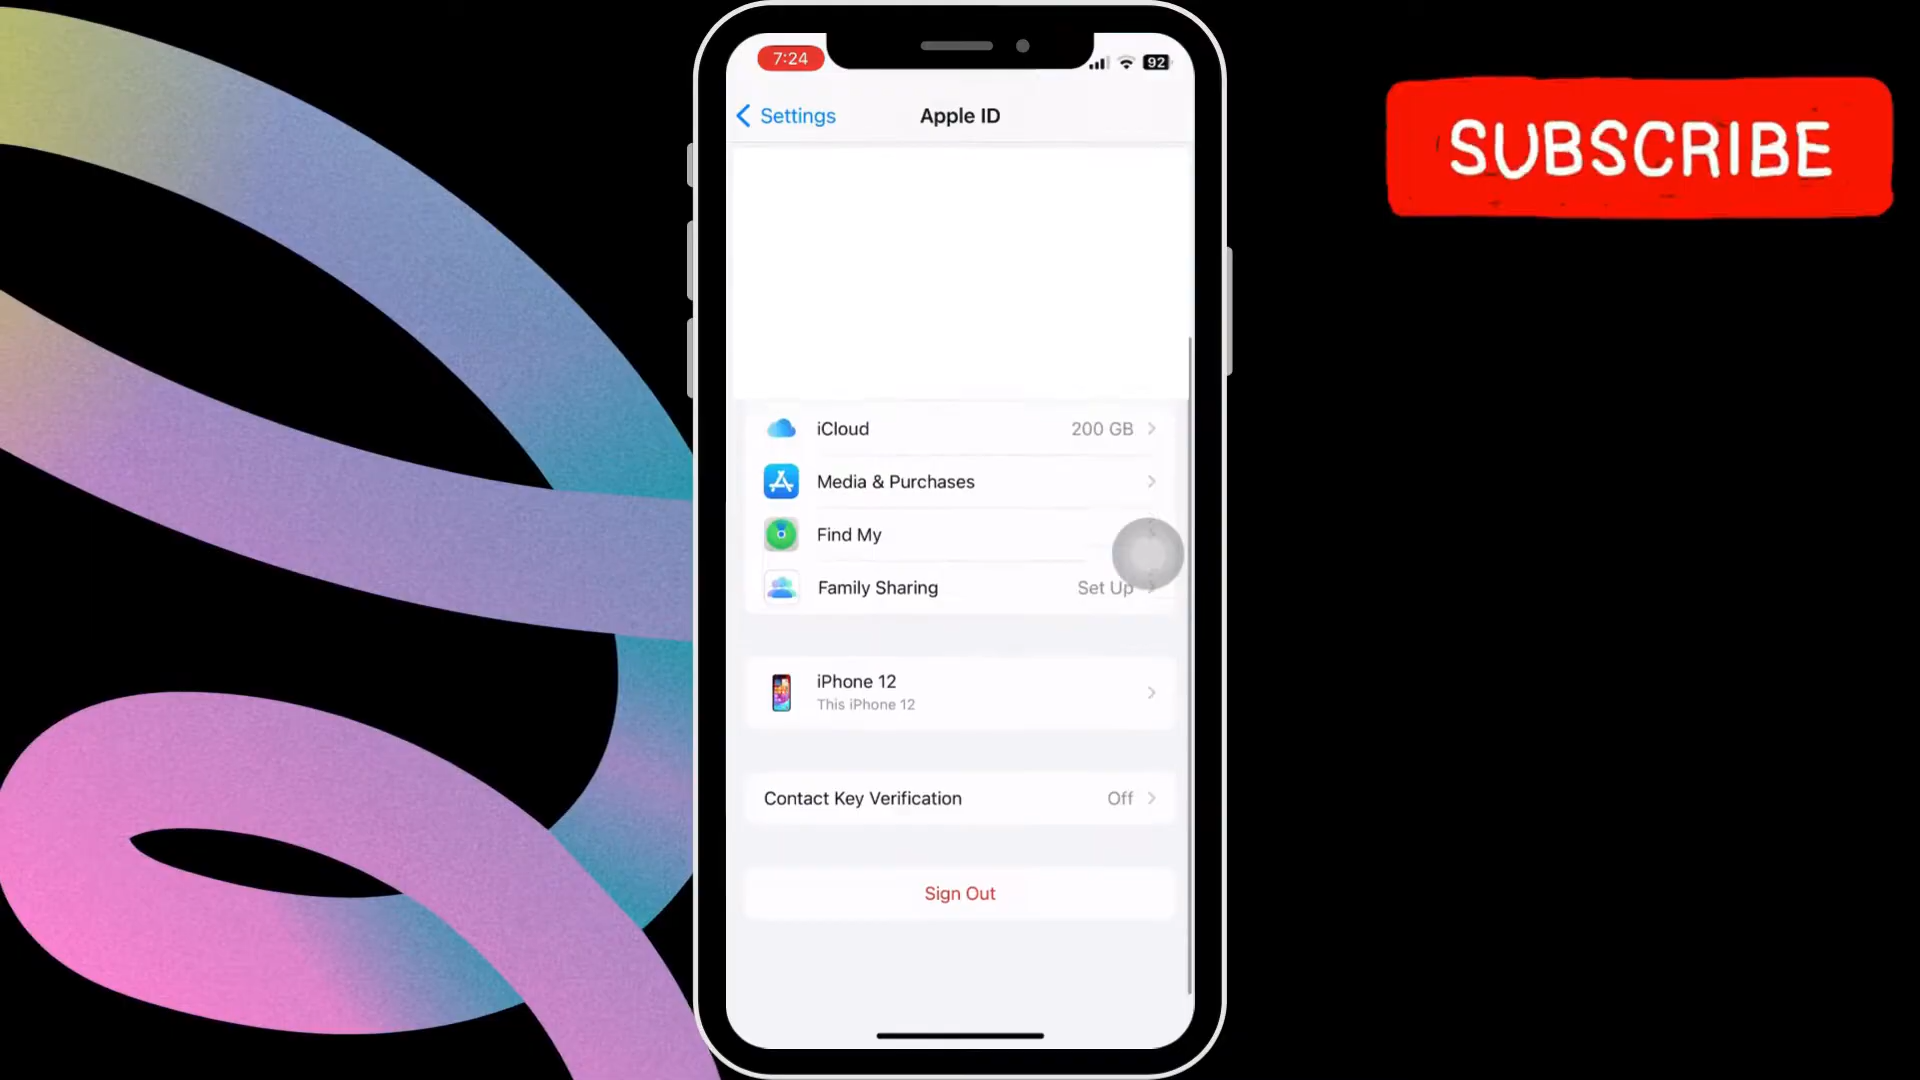 7:24
92
Settings
Apple ID
SUBSCRIBE
iCloud
200 GB
Media & Purchases
Find My
Family Sharing
Set Up
iPhone 12
This iPhone 12
Contact Key Verification
Off
Sign Out